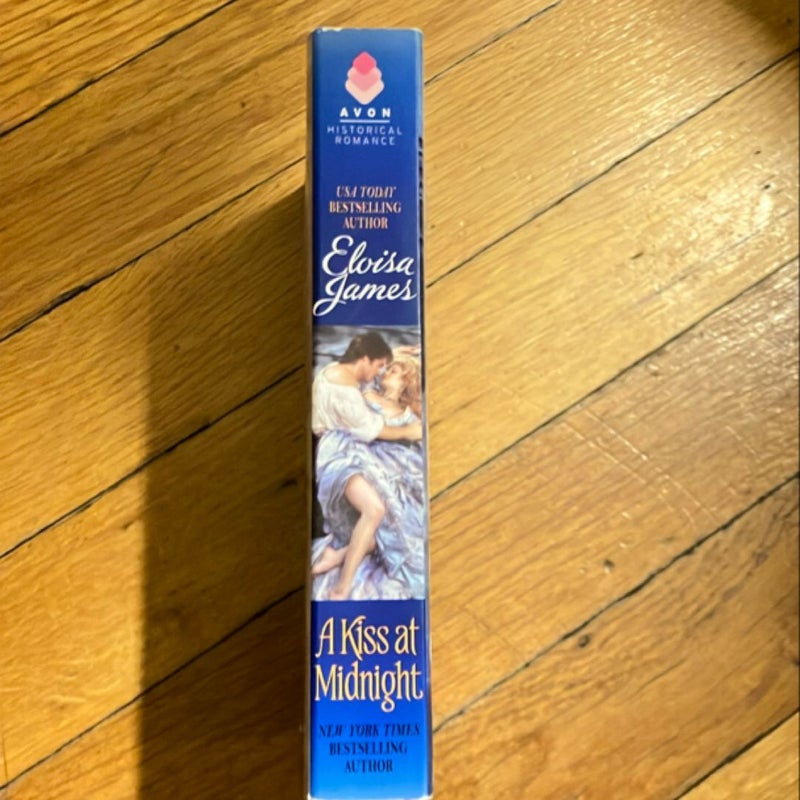 AVON
HISTORICAL
ROMANCE
USA TODAY
BESTSELLING
AUTHOR
Eloisa
James
A Kiss at
Midnight
NEW YORK TIMES
BESTSELLING
AUTHOR